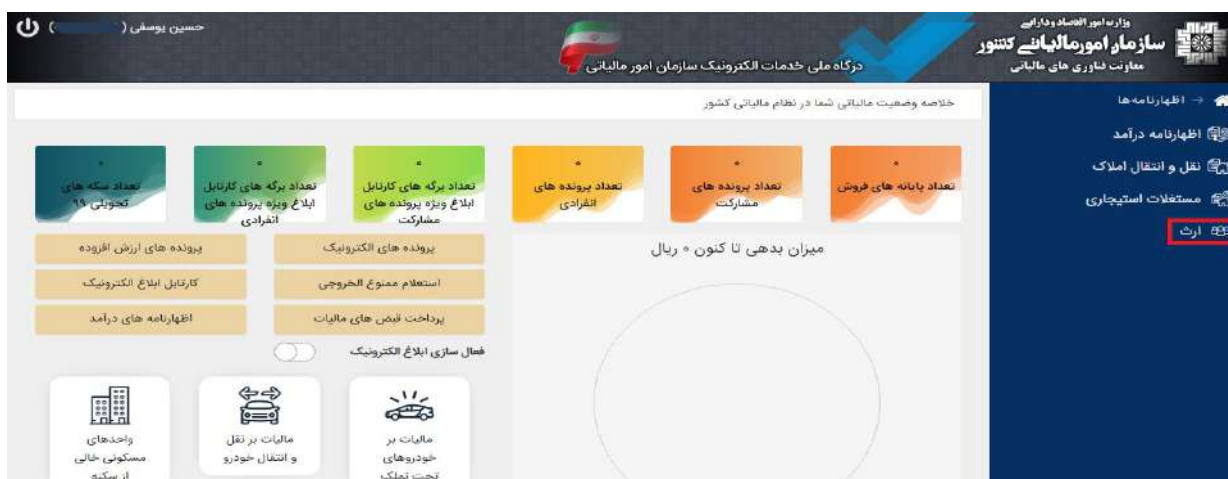 وزارت امور اقتصاد و دارایی
سازمان امور مالیاتی کشور
معاونت فناوری های مالیاتی
درگاه ملی خدمات الکترونیک سازمان امور مالیاتی
حسین یوسفی (
)
اظهارنامه‌ها
اظهارنامه درآمد
نقل و انتقال املاک
مستغلات استیجاری
ارث
خلاصه وضعیت مالیاتی شما در نظام مالیاتی کشور
۰
تعداد پایانه های فروش
۰
تعداد پرونده های
مشارکت
۰
تعداد پرونده های
انفرادی
۰
تعداد برگه های کارتابل
ابلاغ ویژه پرونده های
مشارکت
۰
تعداد برگه های کارتابل
ابلاغ ویژه پرونده های
انفرادی
۰
تعداد سکه های
تحویلی ۹۹
میزان بدهی تا کنون ۰ ریال
پرونده های الکترونیک
پرونده های ارزش افزوده
استعلام ممنوع الخروجی
کارتابل ابلاغ الکترونیک
پرداخت قبض های مالیات
اظهارنامه های درآمد
فعال سازی ابلاغ الکترونیک
مالیات بر
خودروهای
تحت تملک
مالیات بر نقل
و انتقال خودرو
واحدهای
مسکونی خالی
از سکنه